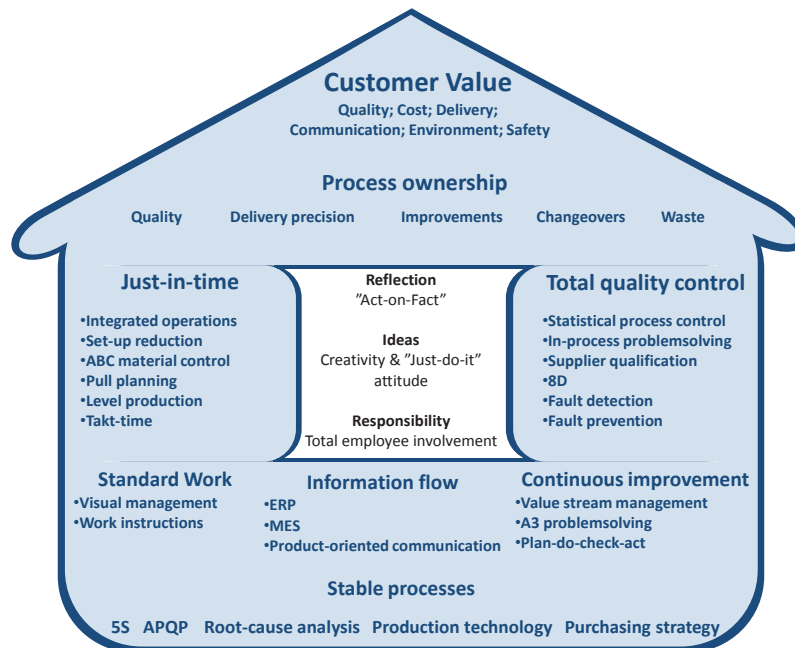 Customer Value
Quality; Cost; Delivery;
Communication; Environment; Safety
Process ownership
Quality Delivery precision Improvements Changeovers Waste
Just-in-time
•Integrated operations
•Set-up reduction
•ABC material control
•Pull planning
•Level production
•Takt-time
Reflection
”Act-on-Fact”
Ideas
Creativity & ”Just-do-it”
attitude
Responsibility
Total employee involvement
Total quality control
•Statistical process control
•In-process problemsolving
•Supplier qualification
•8D
•Fault detection
•Fault prevention
Standard Work
•Visual management
•Work instructions
Information flow
•ERP
•MES
•Product-oriented communication
Continuous improvement
•Value stream management
•A3 problemsolving
•Plan-do-check-act
Stable processes
5S APQP Root-cause analysis Production technology Purchasing strategy